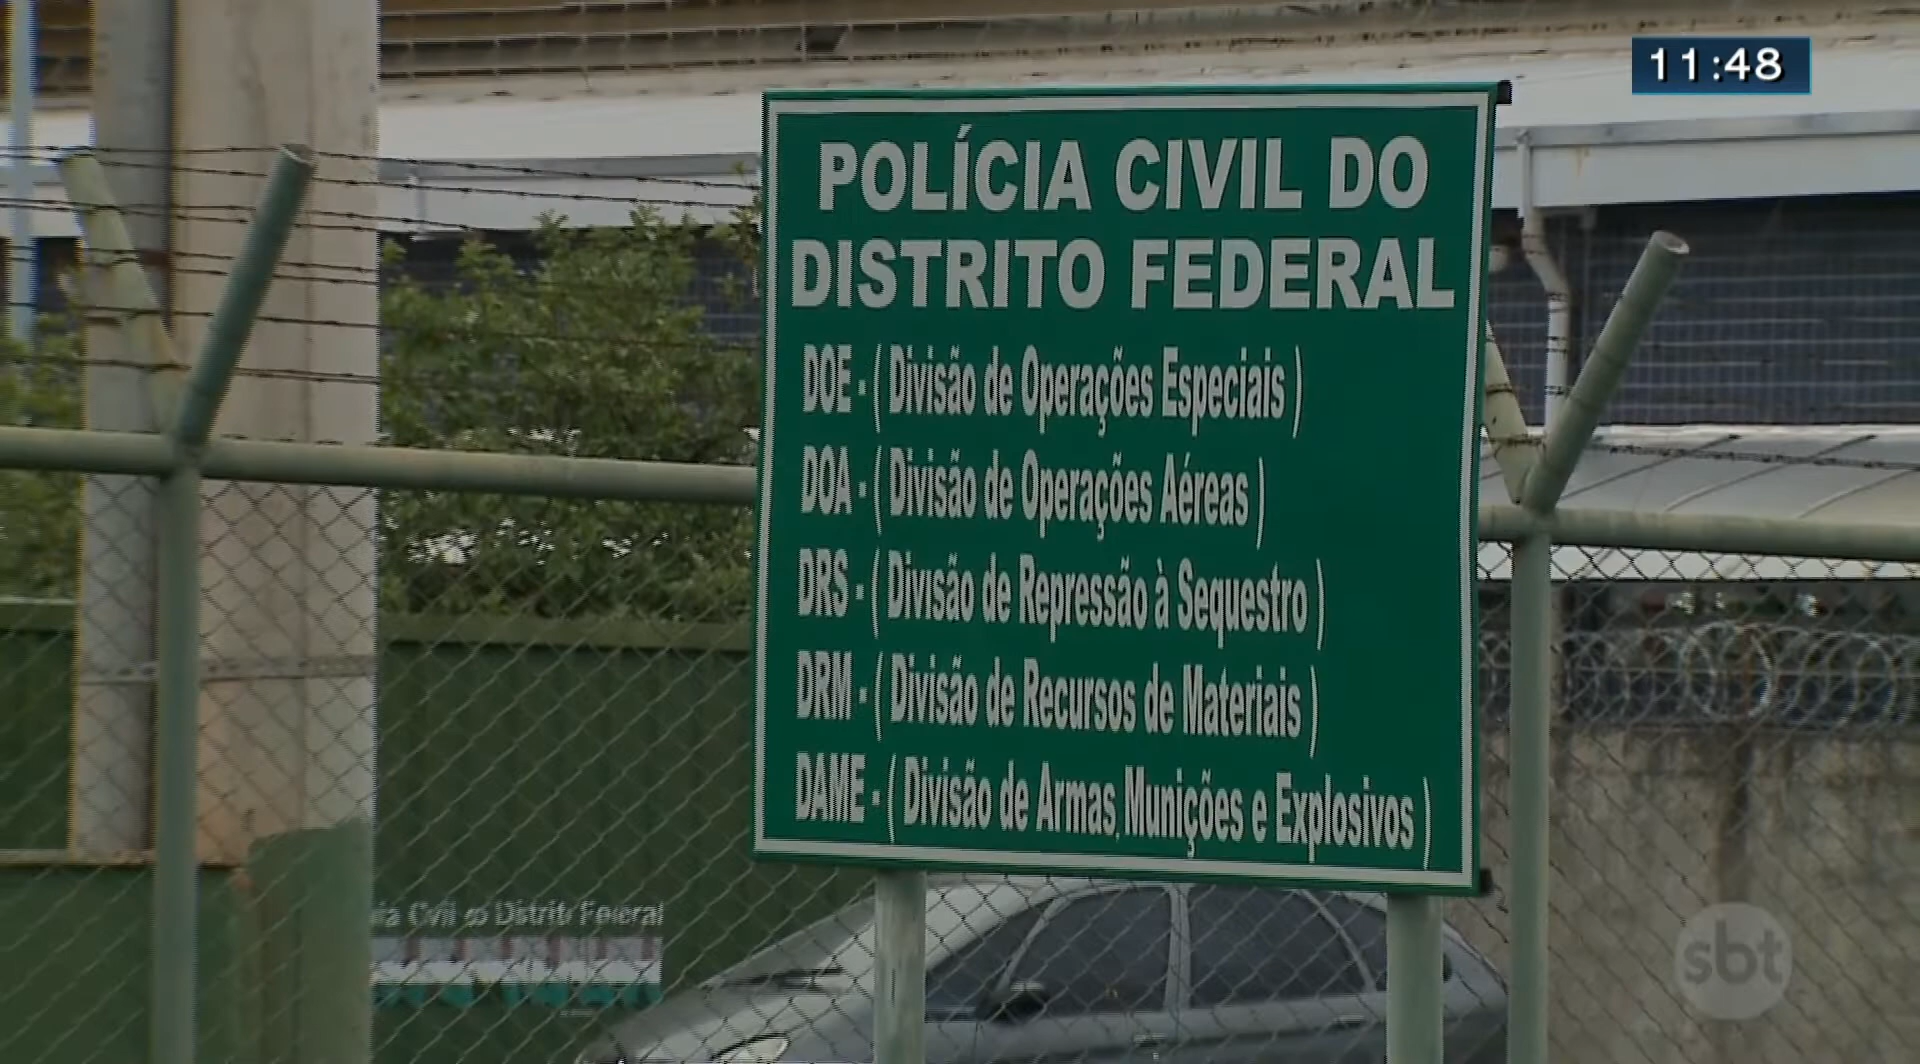 11:48
POLÍCIA CIVIL DO
DISTRITO FEDERAL
DOE - ( Divisão de Operações Especiais )
DOA - ( Divisão de Operações Aéreas )
DRS - ( Divisão de Repressão à Sequestro )
DRM - ( Divisão de Recursos de Materiais )
DAME - ( Divisão de Armas, Munições e Explosivos )
Civil do Distrito Federal
sbt